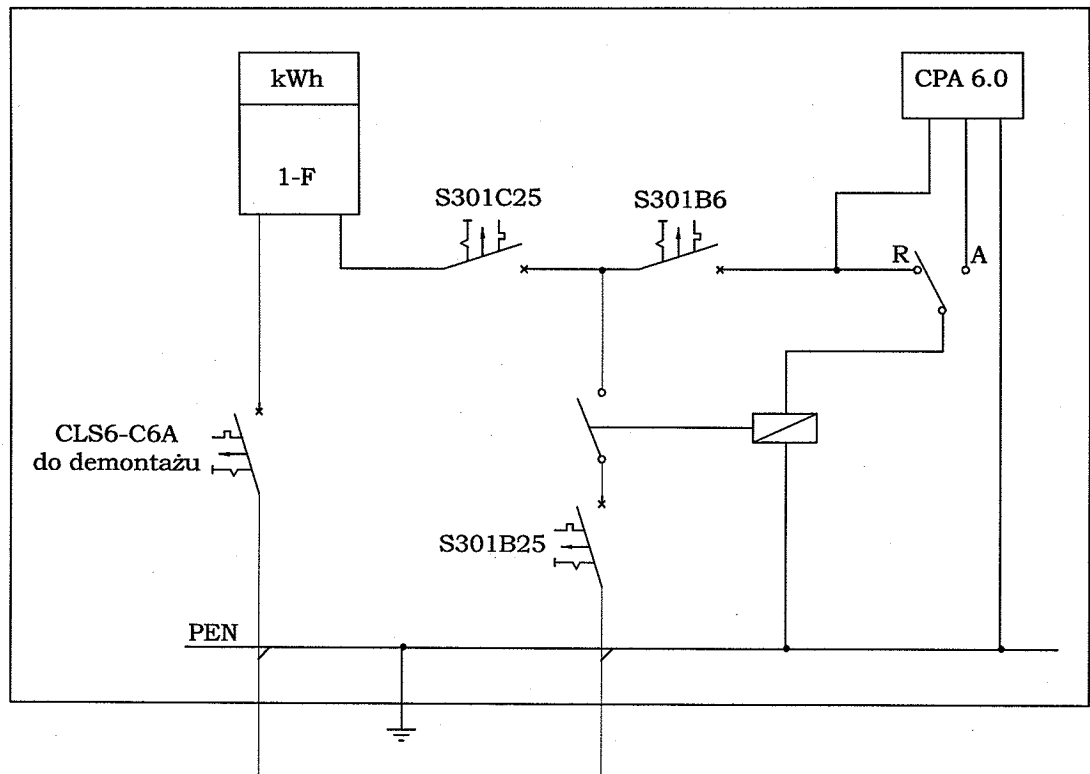 kWh
1-F
CPA 6.0
S301C25
S301B6
R
A
CLS6-C6A
do demontażu
S301B25
PEN